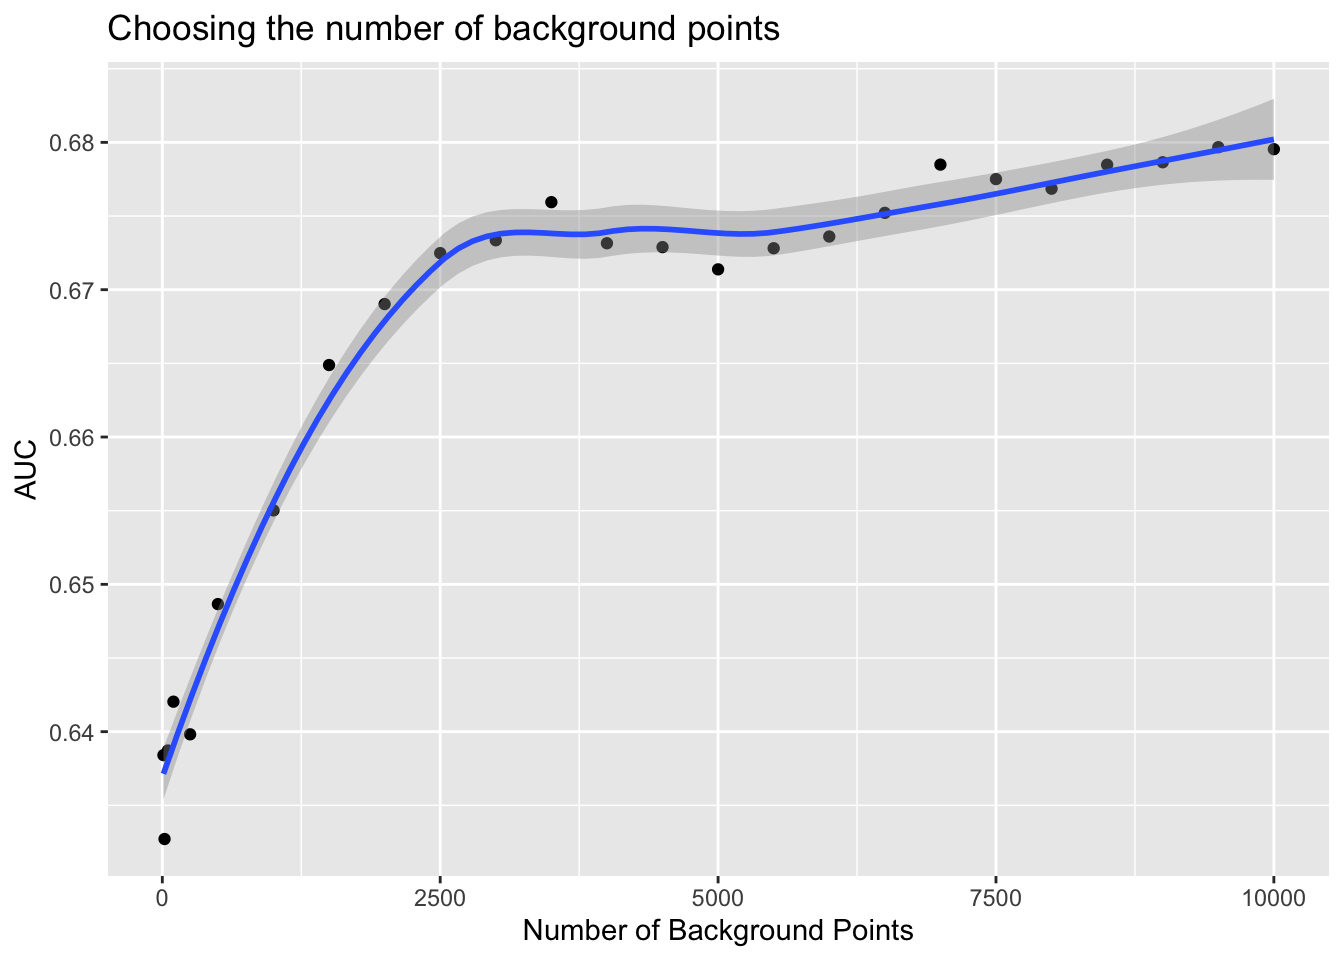 Choosing the number of background points
0.68
0.67
0.66
0.65
0.64
AUC
0 2500 5000 7500 10000
Number of Background Points